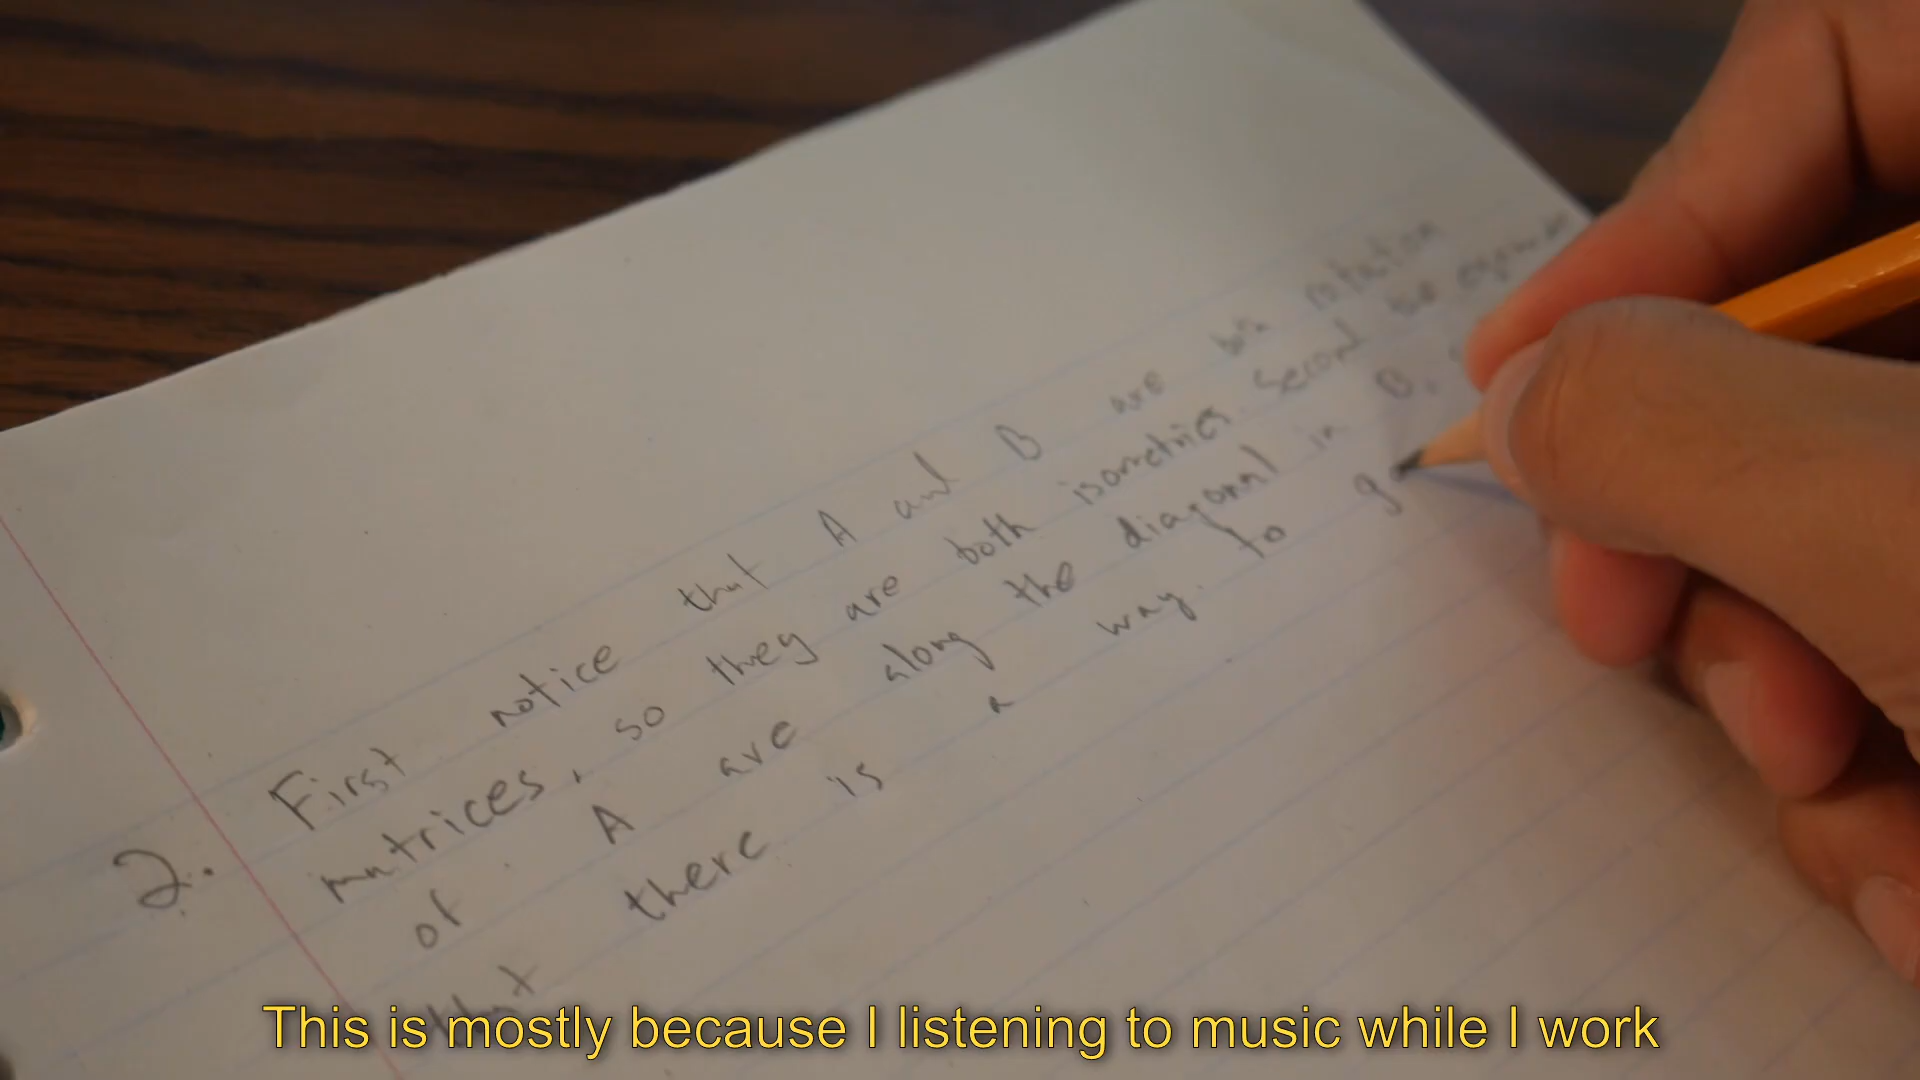 2. First notice that A and B are both rotation
matrices, so they are both isometries. Second the
of A are along the diagonal in B,
that there is a way to g
This is mostly because I listening to music while I work